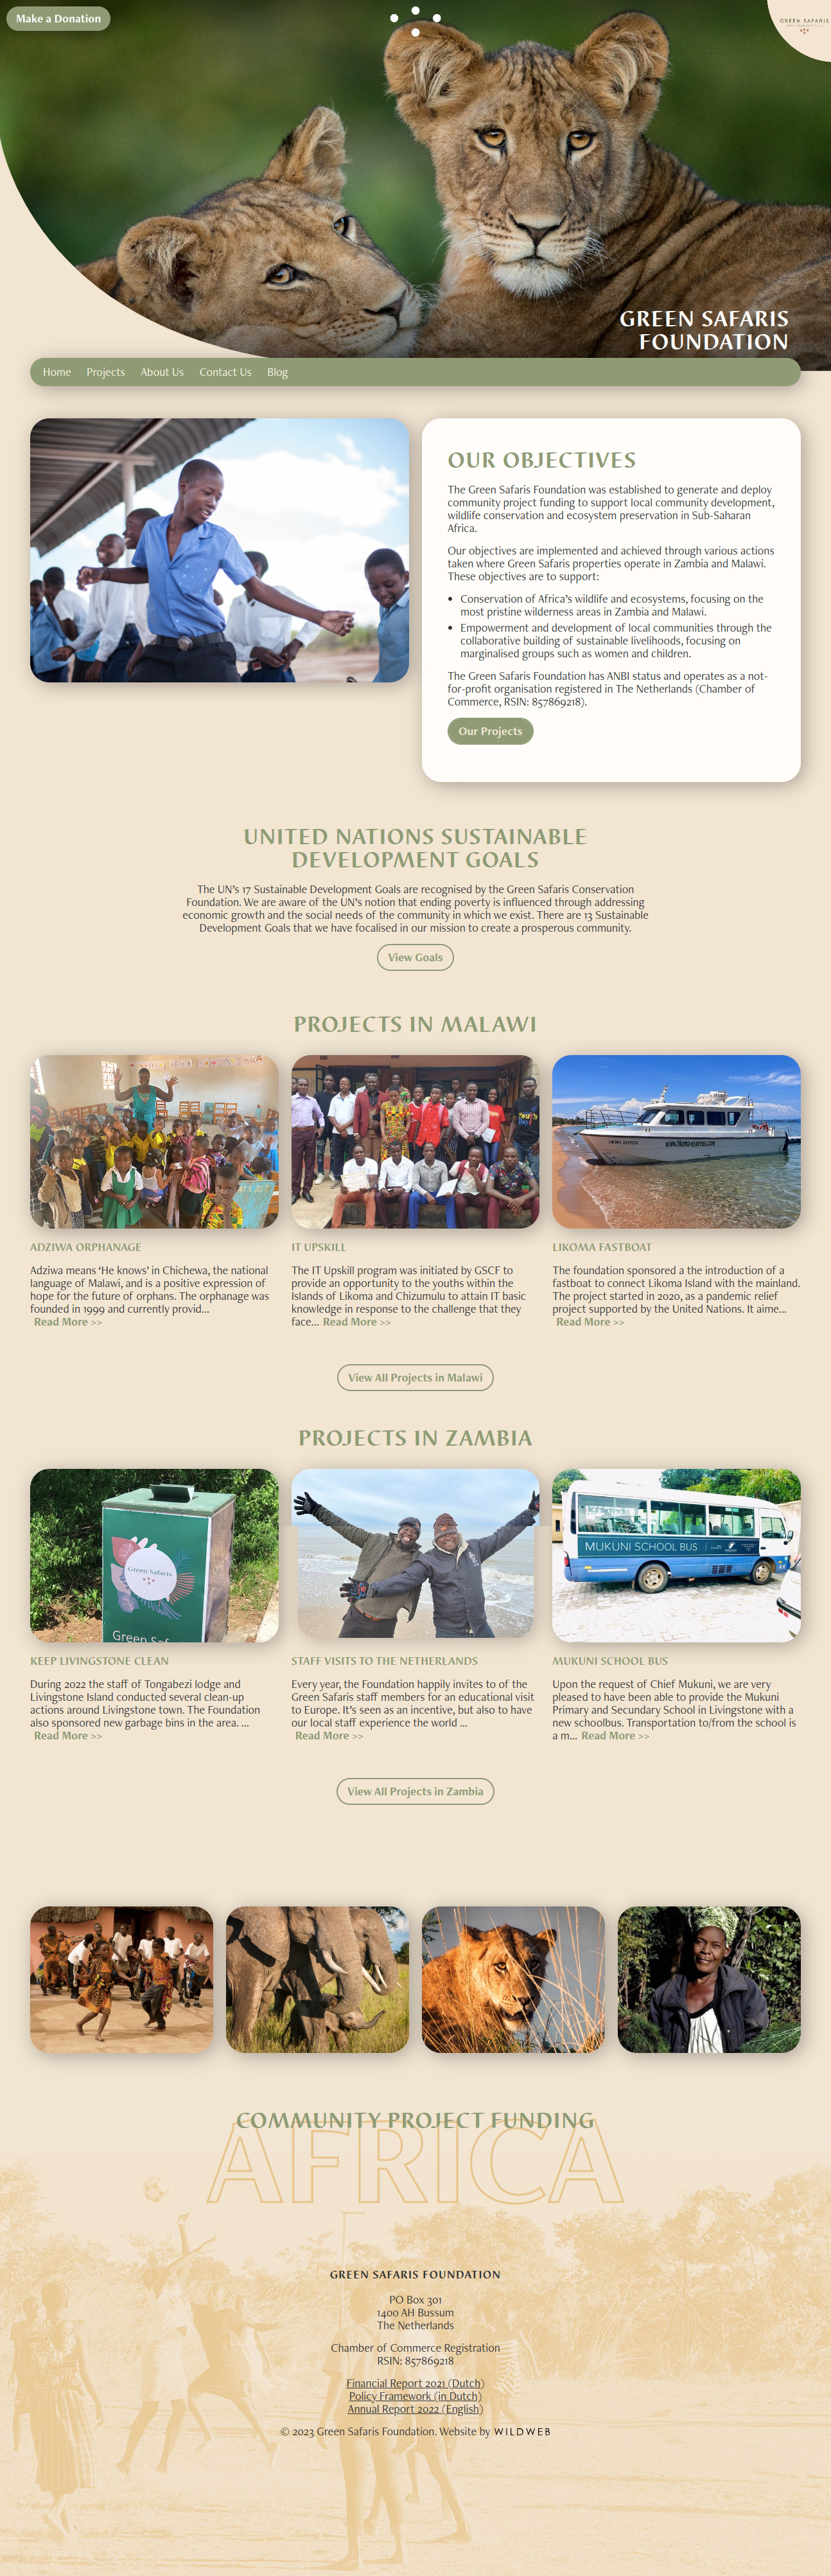 Make a Donation
GREEN SAFARIS
GREEN SAFARIS
FOUNDATION
Home Projects About Us Contact Us Blog
OUR OBJECTIVES
The Green Safaris Foundation was established to generate and deploy
community project funding to support local community development,
wildlife conservation and ecosystem preservation in Sub-Saharan
Africa.
Our objectives are implemented and achieved through various actions
taken where Green Safaris properties operate in Zambia and Malawi.
These objectives are to support:
• Conservation of Africa's wildlife and ecosystems, focusing on the
most pristine wilderness areas in Zambia and Malawi.
• Empowerment and development of local communities through the
collaborative building of sustainable livelihoods, focusing on
marginalised groups such as women and children.
The Green Safaris Foundation has ANBI status and operates as a not-
for-profit organisation registered in The Netherlands (Chamber of
Commerce, RSIN: 857869218).
Our Projects
UNITED NATIONS SUSTAINABLE
DEVELOPMENT GOALS
The UN's 17 Sustainable Development Goals are recognised by the Green Safaris Conservation
Foundation. We are aware of the UN's notion that ending poverty is influenced through addressing
economic growth and the social needs of the community in which we exist. There are 13 Sustainable
Development Goals that we have focalised in our mission to create a prosperous community.
View Goals
PROJECTS IN MALAWI
LIKOMA EXPRESS
www.likoma-express.com
ADZIWA ORPHANAGE
Adziwa means 'He knows' in Chichewa, the national
language of Malawi, and is a positive expression of
hope for the future of orphans. The orphanage was
founded in 1999 and currently provid...
Read More >>
IT UPSKILL
The IT Upskill program was initiated by GSCF to
provide an opportunity to the youths within the
Islands of Likoma and Chizumulu to attain IT basic
knowledge in response to the challenge that they
face... Read More >>
LIKOMA FASTBOAT
The foundation sponsored a the introduction of a
fastboat to connect Likoma Island with the mainland.
The project started in 2020, as a pandemic relief
project supported by the United Nations. It aime...
Read More >>
View All Projects in Malawi
PROJECTS IN ZAMBIA
Green Safaris
Green Saf
MUKUNI SCHOOL BUS
KEEP LIVINGSTONE CLEAN
During 2022 the staff of Tongabezi lodge and
Livingstone Island conducted several clean-up
actions around Livingstone town. The Foundation
also sponsored new garbage bins in the area. ...
Read More >>
STAFF VISITS TO THE NETHERLANDS
Every year, the Foundation happily invites to of the
Green Safaris staff members for an educational visit
to Europe. It's seen as an incentive, but also to have
our local staff experience the world ...
Read More >>
MUKUNI SCHOOL BUS
Upon the request of Chief Mukuni, we are very
pleased to have been able to provide the Mukuni
Primary and Secundary School in Livingstone with a
new schoolbus. Transportation to/from the school is
a m... Read More >>
View All Projects in Zambia
COMMUNITY PROJECT FUNDING
AFRICA
GREEN SAFARIS FOUNDATION
PO Box 301
1400 AH Bussum
The Netherlands
Chamber of Commerce Registration
RSIN: 857869218
Financial Report 2021 (Dutch)
Policy Framework (in Dutch)
Annual Report 2022 (English)
© 2023 Green Safaris Foundation. Website by WILDWEB